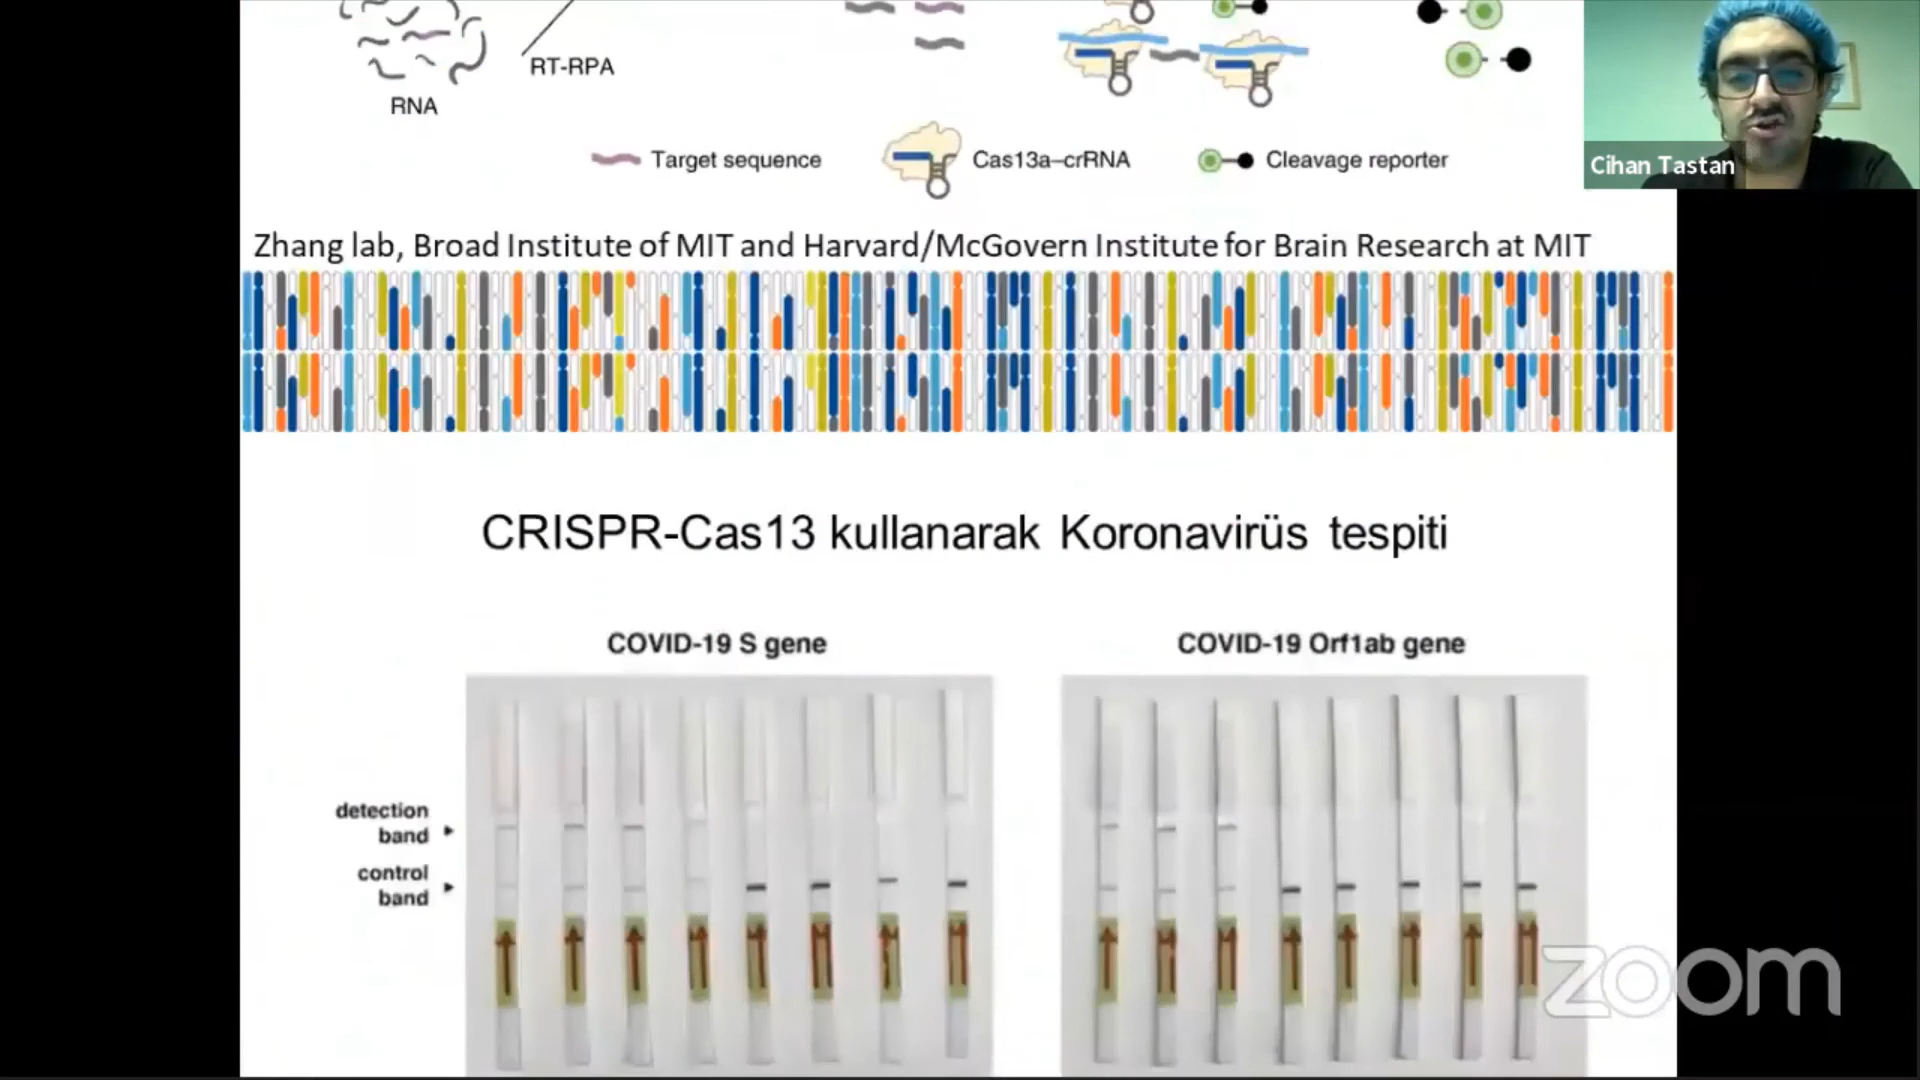 RT-RPA
RNA
Target sequence
Cas13a–crRNA
Cleavage reporter
Cihan Tastan
Zhang lab, Broad Institute of MIT and Harvard/McGovern Institute for Brain Research at MIT
CRISPR-Cas13 kullanarak Koronavirüs tespiti
COVID-19 S gene
COVID-19 Orf1ab gene
detection
band
control
band
zoom